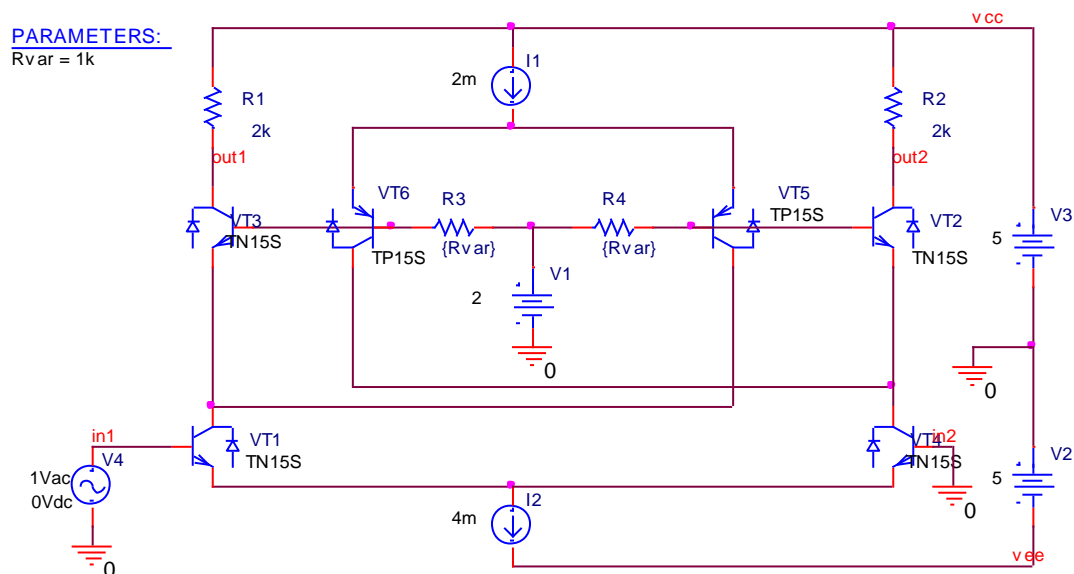 vcc
PARAMETERS:
Rvar = 1k
I1
2m
R1
2k
R2
2k
out1
out2
VT6
R3
R4
VT5
VT3
TN15S
TP15S
{Rvar}
{Rvar}
TP15S
VT2
TN15S
V3
5
V1
2
0
0
in1
V4
VT1
TN15S
VT4
in2
TN15S
V2
5
1Vac
0Vdc
I2
4m
0
0
vee